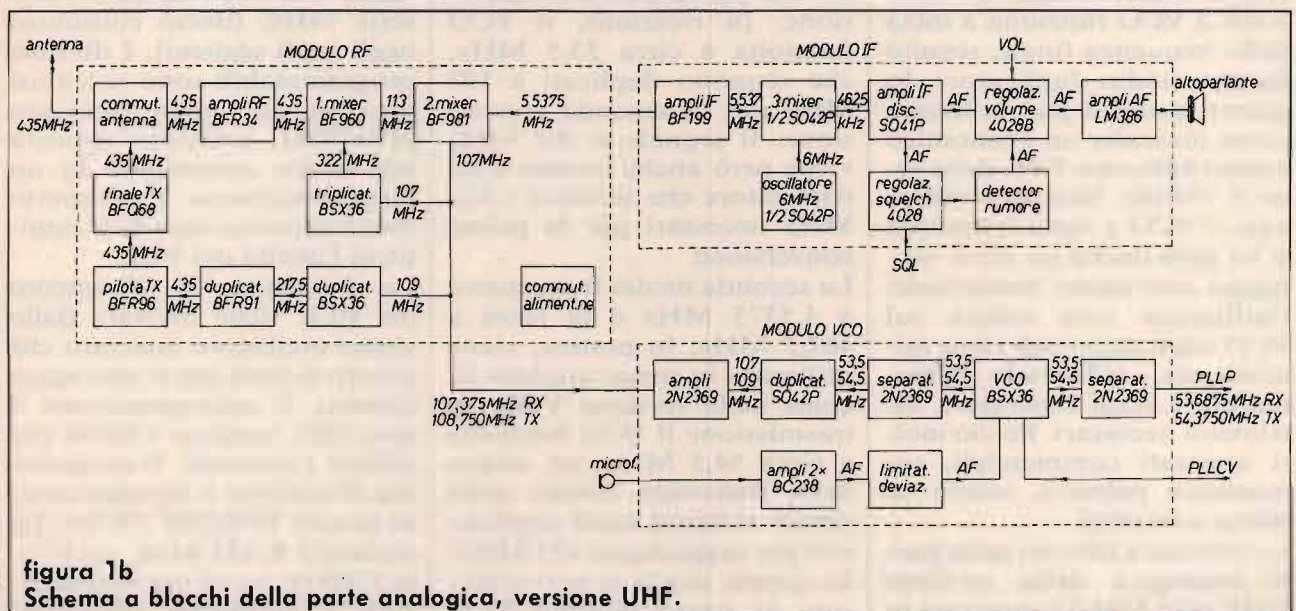 antenna
MODULO RF
commut.
antenna
435
MHz
ampli RF
BFR34
435
MHz
1.mixer
BF960
113
MHz
2.mixer
BF981
5.5375
MHz
435MHz
435 MHz
322 MHz
107MHz
finale TX
BFQ68
triplicat.
BSX36
107
MHz
435 MHz
pilota TX
BFR96
435
MHz
duplicat.
BFR91
217,5
MHz
duplicat.
BSX36
109
MHz
commut.
aliment.ne
MODULO IF
VOL
altoparlante
ampli IF
BF199
5,537
MHz
3.mixer
1/2 SO42P
462,5
kHz
ampli IF
disc.
SO41P
AF
regolaz.
volume
4028B
AF
ampli AF
LM386
6MHz
AF
AF
oscillatore
6MHz
1/2 SO42P
regolaz.
squelch
4028
detector
rumore
SQL
MODULO VCO
107,375MHz RX
108,750MHz TX
ampli
2N2369
107
109
MHz
duplicat.
SO42P
53,5
54,5
MHz
separat.
2N2369
53,5
54,5
MHz
VCO
BSX36
53,5
54,5
MHz
separat.
2N2369
PLLP
53,6875 MHz RX
54,3750MHz TX
microf.
ampli 2×
BC238
AF
limitat.
deviaz.
AF
PLLCV
figura 1b
Schema a blocchi della parte analogica, versione UHF.